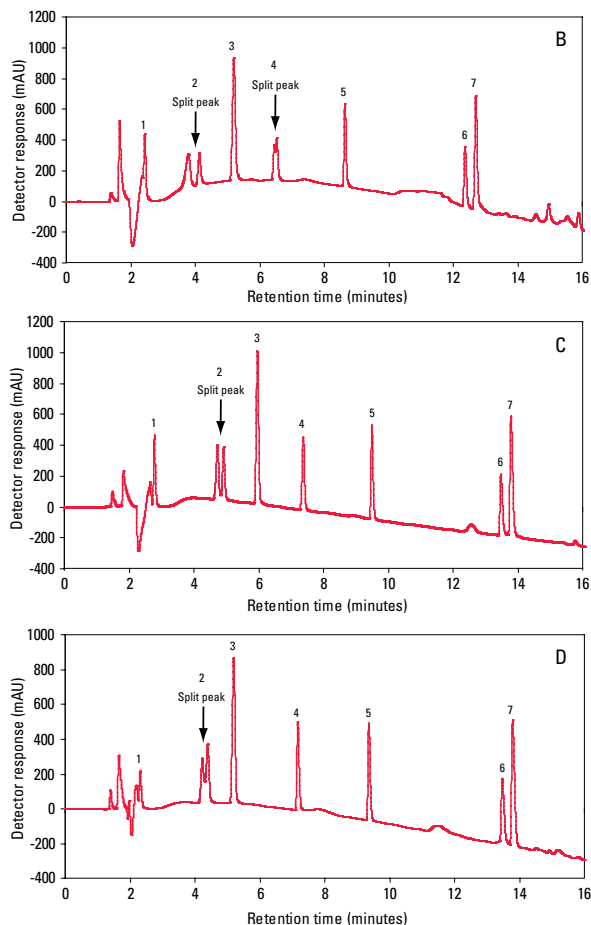 B
1200
1000
800
600
400
200
0
-200
-400
Detector response (mAU)
1
2
Split peak
3
4
Split peak
5
6
7
0 2 4 6 8 10 12 14 16
Retention time (minutes)
C
1200
1000
800
600
400
200
0
-200
-400
Detector response (mAU)
1
2
Split peak
3
4
5
6
7
0 2 4 6 8 10 12 14 16
Retention time (minutes)
D
1000
800
600
400
200
0
-200
-400
Detector response (mAU)
1
2
Split peak
3
4
5
6
7
0 2 4 6 8 10 12 14 16
Retention time (minutes)